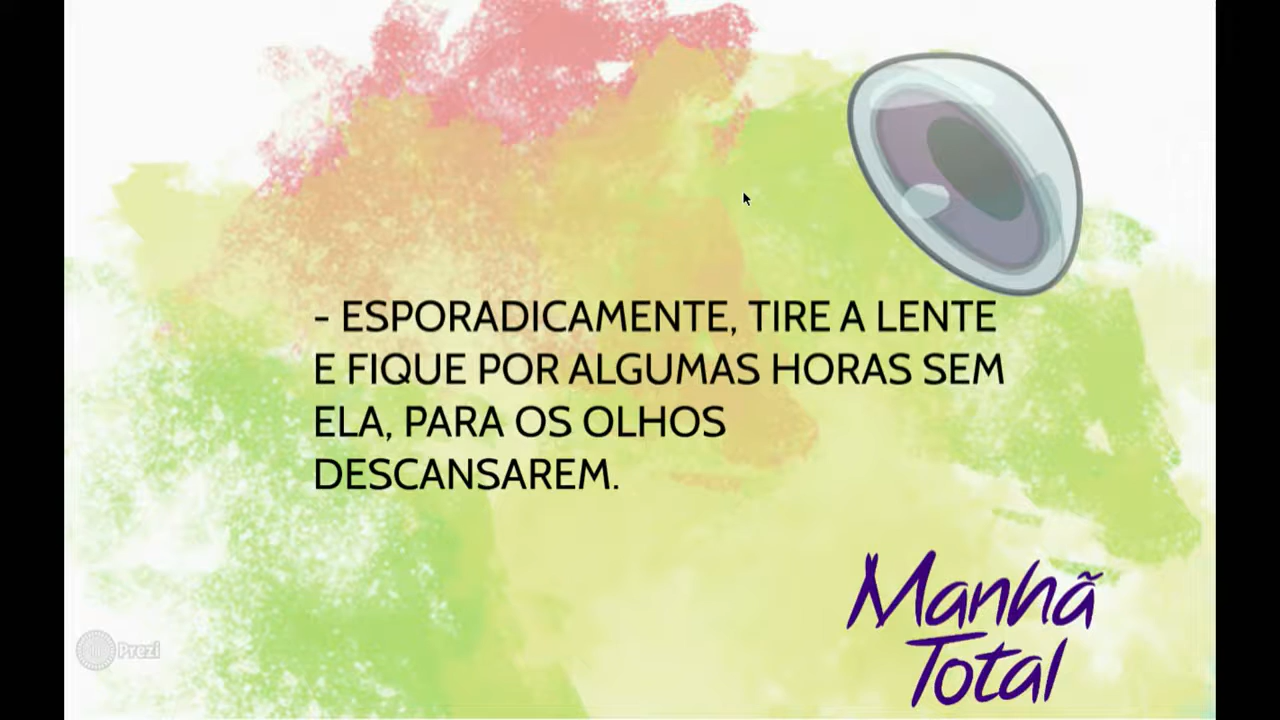 - ESPORADICAMENTE, TIRE A LENTE
E FIQUE POR ALGUMAS HORAS SEM
ELA, PARA OS OLHOS
DESCANSAREM.
Manhã
Total
Prezi